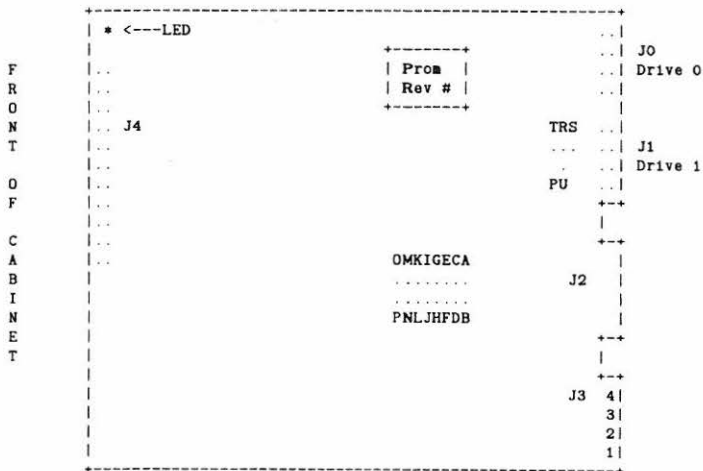 * <---LED
J0
F | Prom | Drive 0
R | Rev # |
O
N J4 TRS
T ... J1
. Drive 1
O PU
F
C
A OMKIGECA
B ........ J2
I ........
N PNLJHFDB
E
T
J3 4|
3|
2|
1|